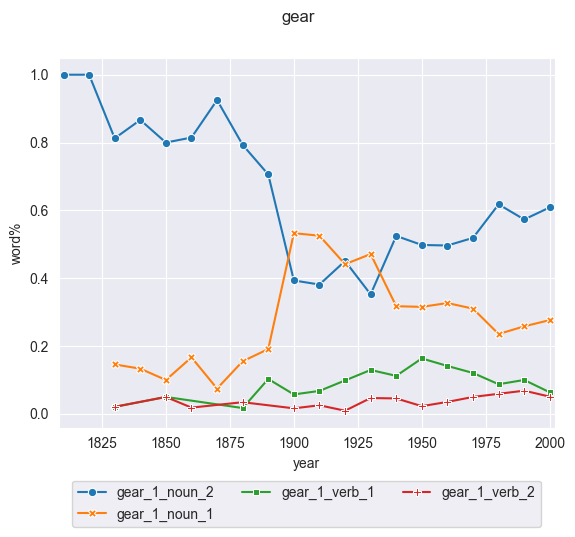 gear
1.0
0.8
0.6
0.4
0.2
0.0
word%
1825 1850 1875 1900 1925 1950 1975 2000
year
gear_1_noun_2 gear_1_verb_1 gear_1_verb_2
gear_1_noun_1